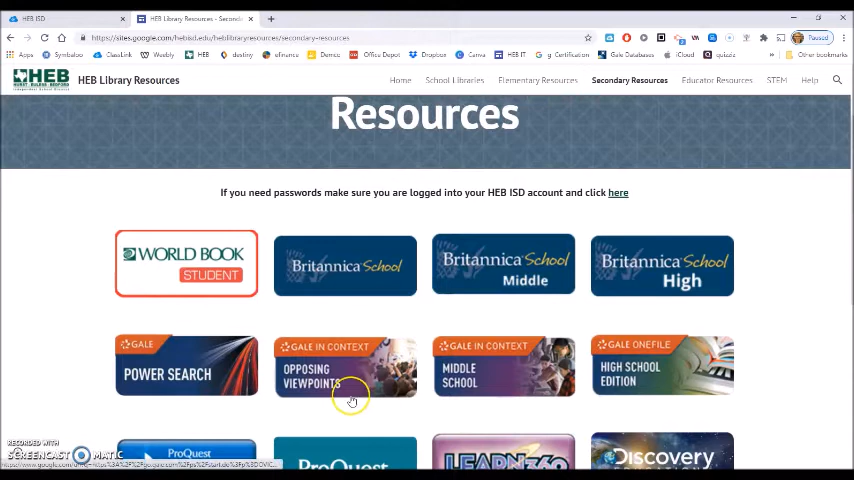 HEB ISD
HEB Library Resources - Second
https://sites.google.com/hebisd.edu/heblibraryresources/secondary-resources
Paused
Apps Symbaloo ClassLink Weebly HEB destiny efinance Demco Office Depot Dropbox Canva HEB IT g Certification Gale Databases iCloud quizziz Other bookmarks
HEB
HURST EULESS BEDFORD
HEB Library Resources
Home School Libraries Elementary Resources Secondary Resources Educator Resources STEM Help
Resources
If you need passwords make sure you are logged into your HEB ISD account and click here
WORLD BOOK
STUDENT
Britannica School
Britannica School
Middle
Britannica School
High
GALE
POWER SEARCH
GALE IN CONTEXT
OPPOSING
VIEWPOINTS
GALE IN CONTEXT
MIDDLE
SCHOOL
GALE ONEFILE
HIGH SCHOOL
EDITION
ProQuest
ProQuest
LEARN360
Discovery
RECORDED WITH
SCREENCAST MATIC